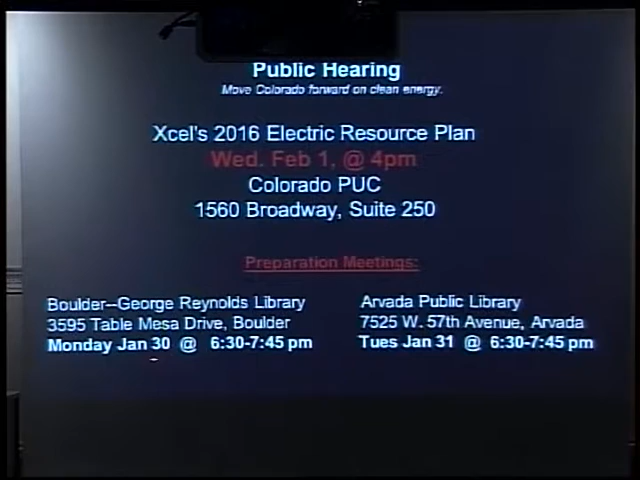 Public Hearing
Move Colorado forward on clean energy.
Xcel's 2016 Electric Resource Plan
Wed. Feb 1, @ 4pm
Colorado PUC
1560 Broadway, Suite 250
Preparation Meetings:
Boulder--George Reynolds Library
3595 Table Mesa Drive, Boulder
Monday Jan 30 @ 6:30-7:45 pm
Arvada Public Library
7525 W. 57th Avenue, Arvada
Tues Jan 31 @ 6:30-7:45 pm